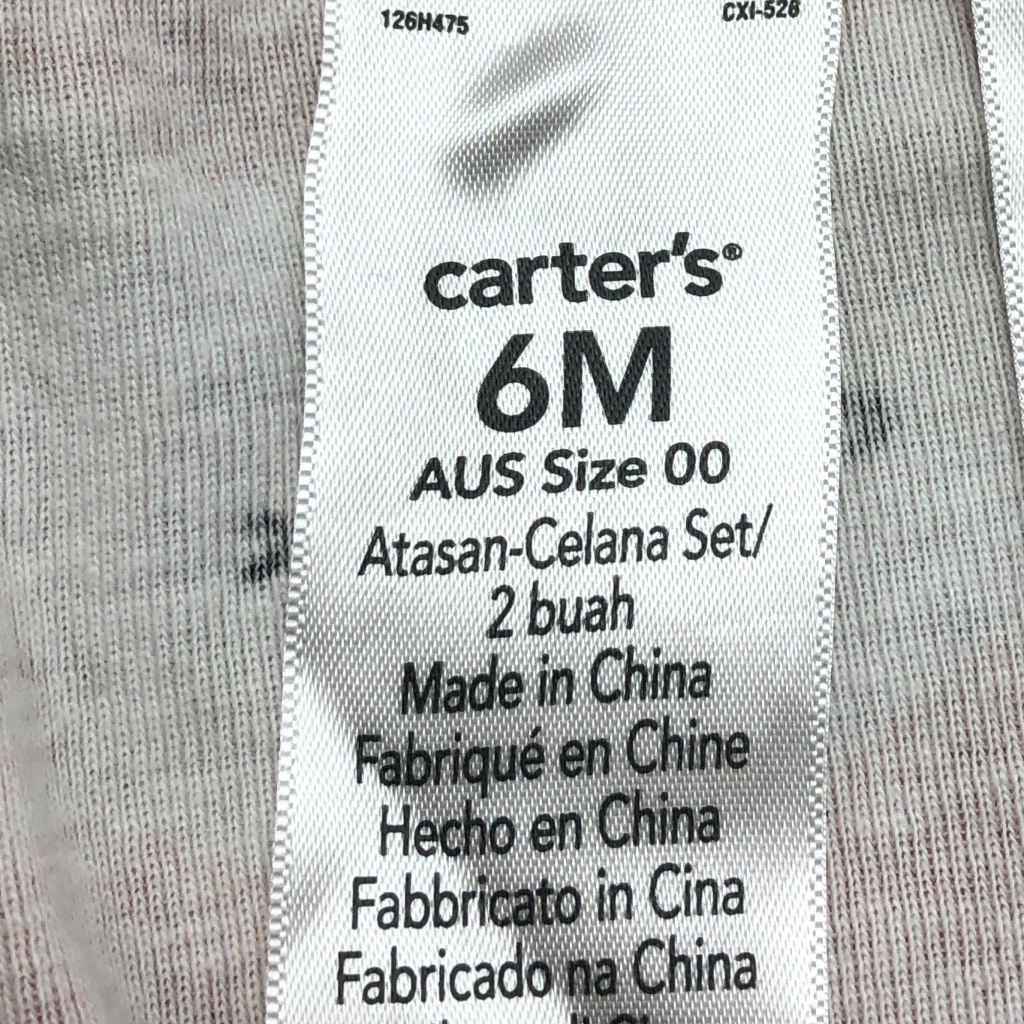 126H475 CXI-526
carter's®
6M
AUS Size 00
Atasan-Celana Set/
2 buah
Made in China
Fabriqué en Chine
Hecho en China
Fabbricato in Cina
Fabricado na China